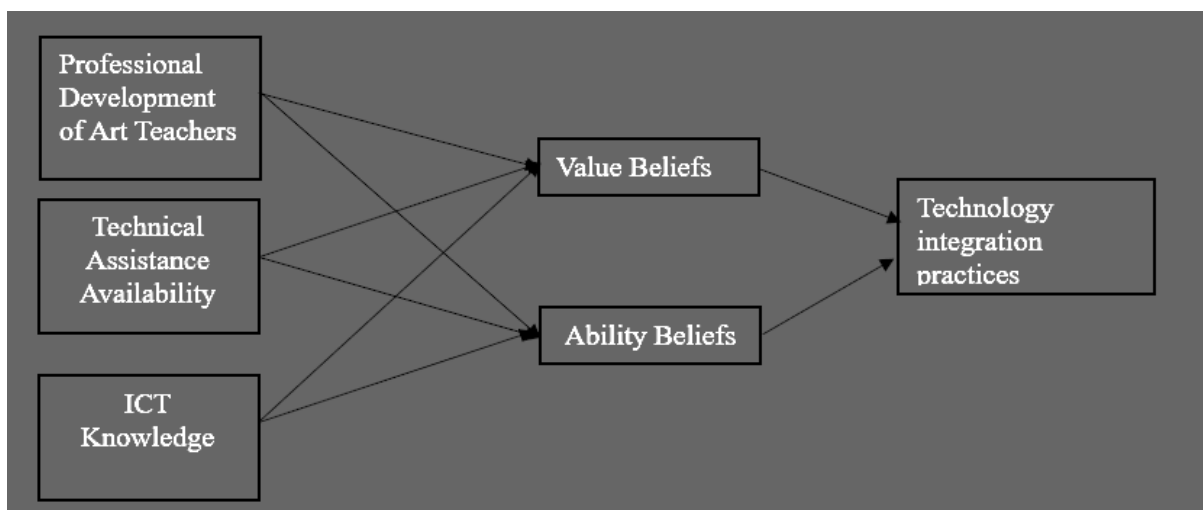 Professional
Development
of Art Teachers
Technical
Assistance
Availability
ICT
Knowledge
Value Beliefs
Ability Beliefs
Technology
integration
practices